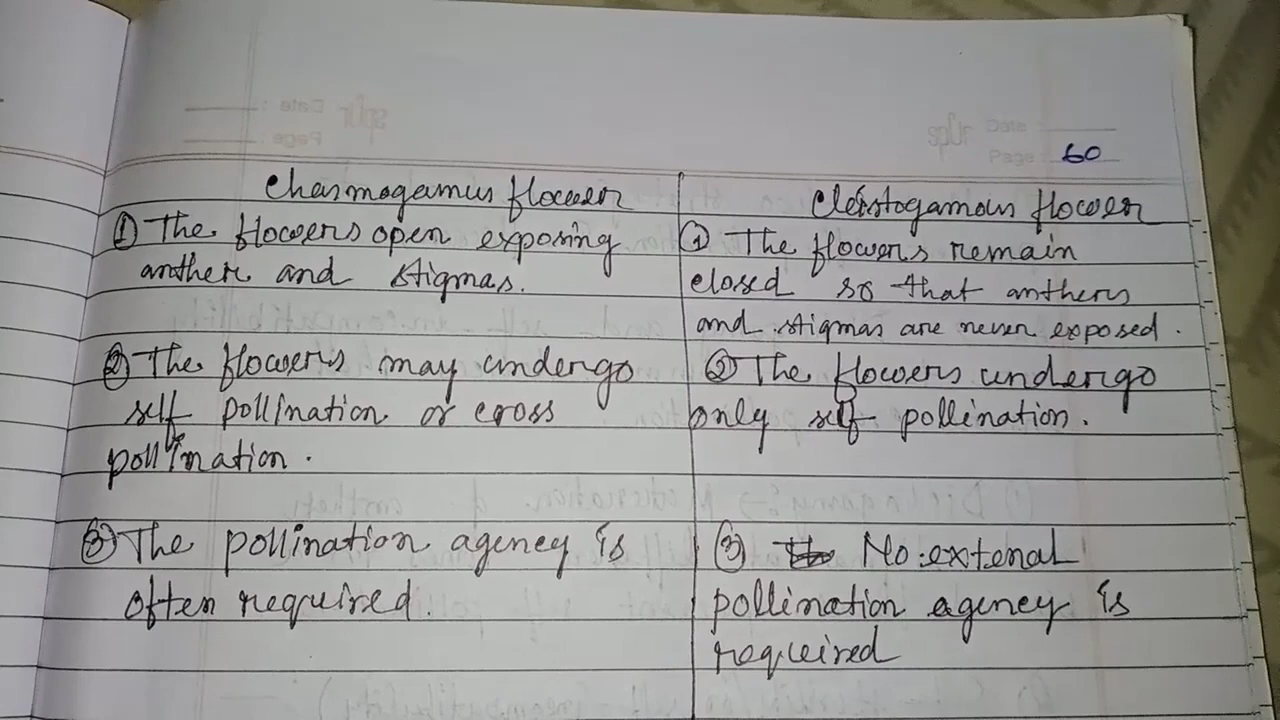 60
Chasmogamus flower
① The flowers open exposing
anther and stigmas.
② The flowers may undergo
self pollination or cross
pollination.
③ The pollination agency is
often required.
Cleistogamous flower
① The flowers remain
closed so that anthers
and stigmas are never exposed.
② The flowers undergo
only self pollination.
③ No extenal
pollination agency is
required